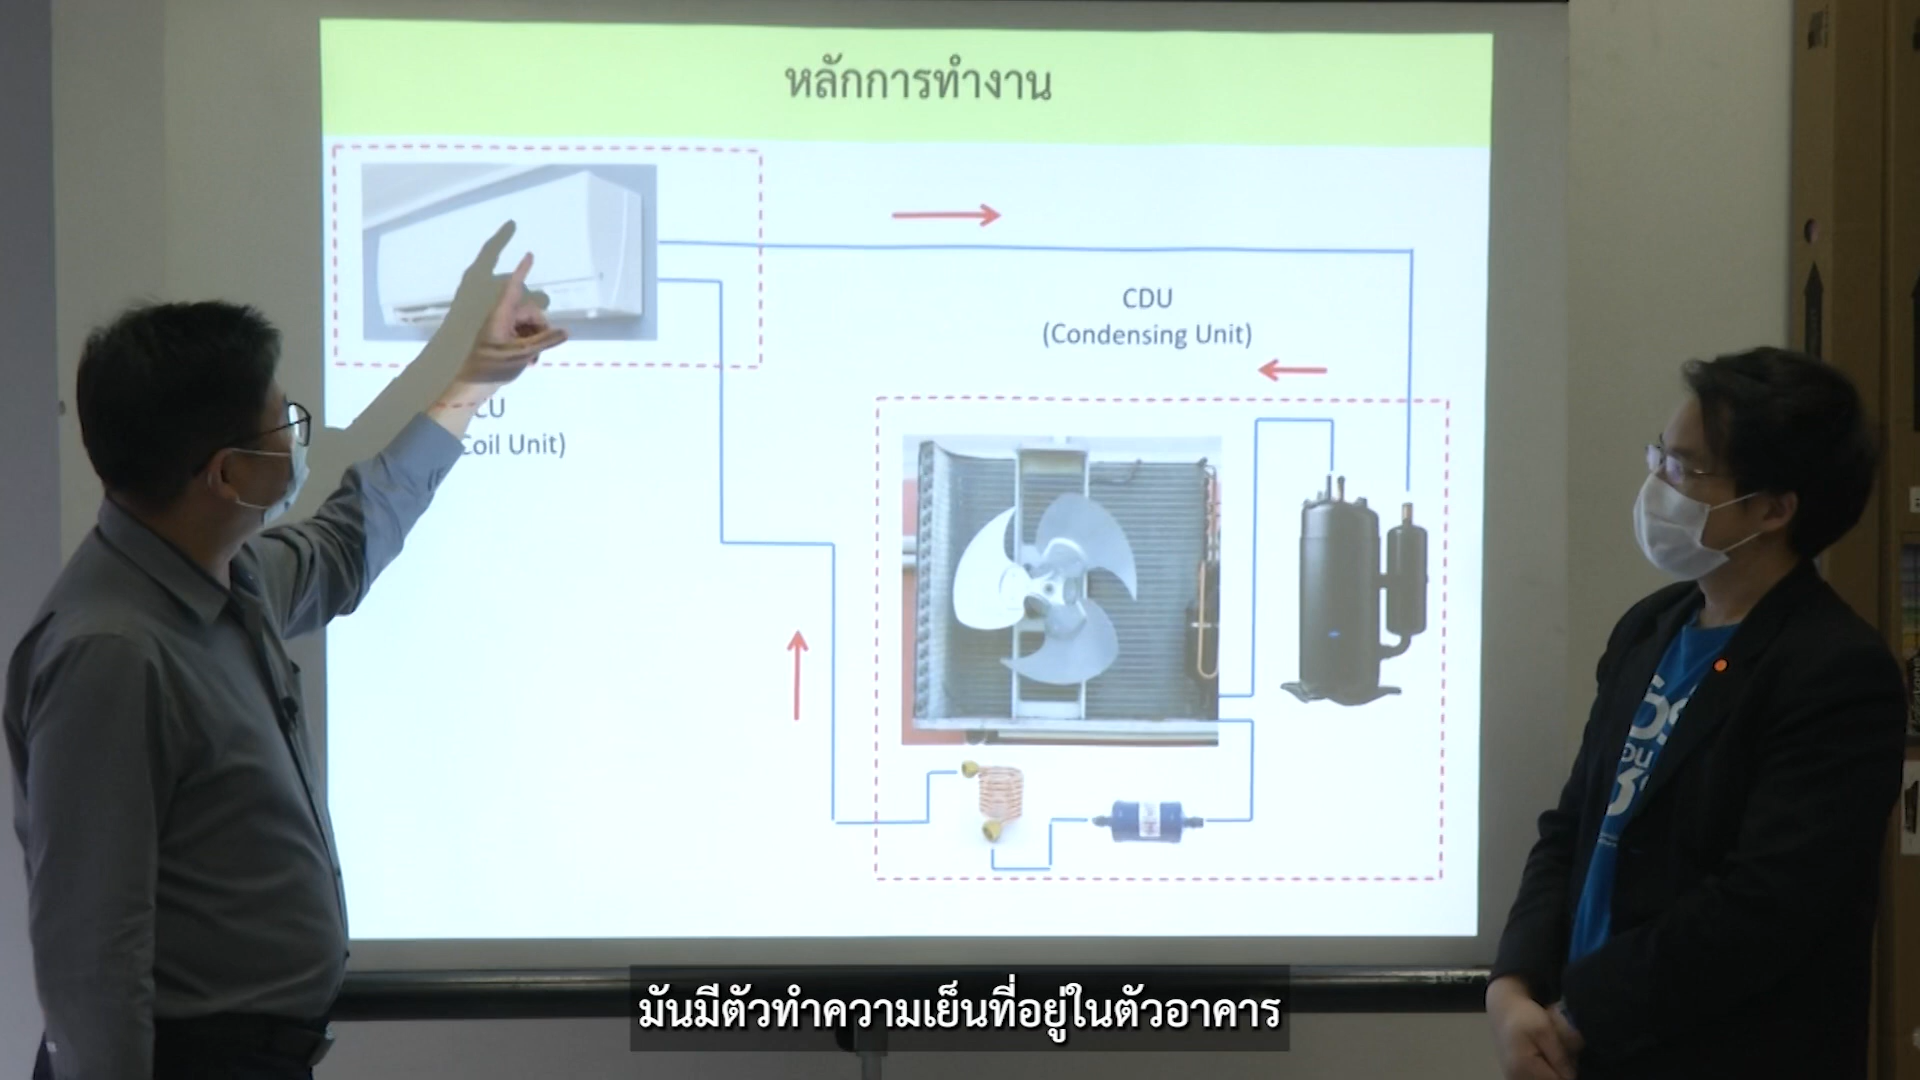 หลักการทำงาน
CDU
(Condensing Unit)
CU
Coil Unit)
มันมีตัวทำความเย็นที่อยู่ในตัวอาคาร